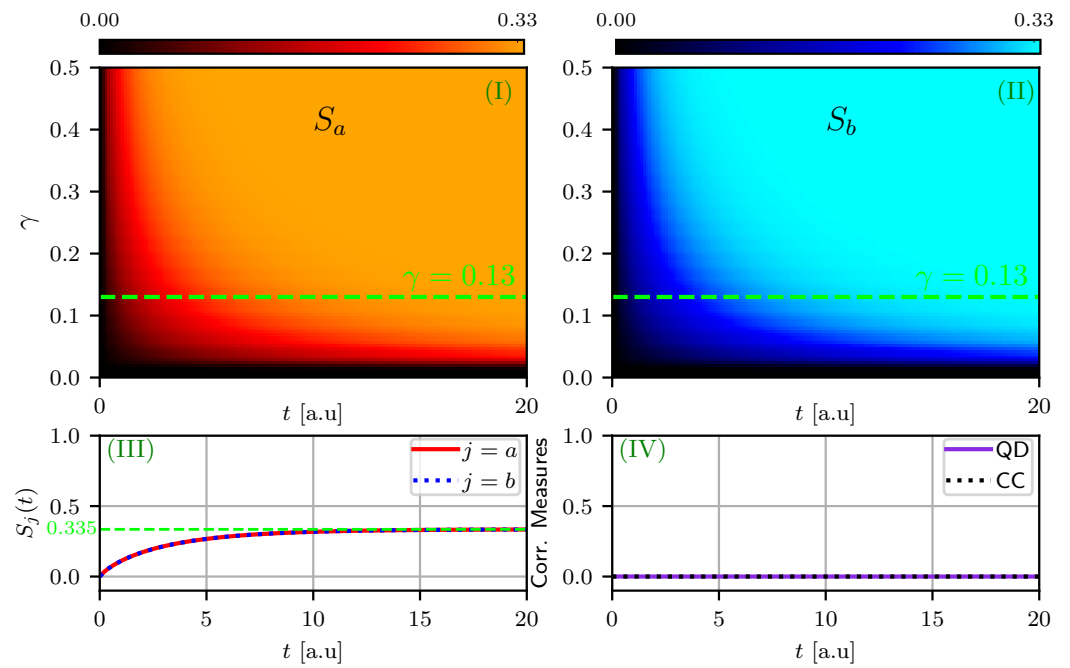 0.00 0.33 0.00 0.33
0.5 (I) 0.5 (II)
S_a S_b
0.4 0.4
0.3 0.3
γ
0.2 0.2
γ = 0.13 γ = 0.13
0.1 0.1
0.0 0.0
0 20 0 20
t [a.u] t [a.u]
1.0 (III) j = a 1.0 (IV) QD
j = b CC
S_j(t) Corr. Measures
0.5 0.5
0.335
0.0 0.0
0 5 10 15 20 0 5 10 15 20
t [a.u] t [a.u]